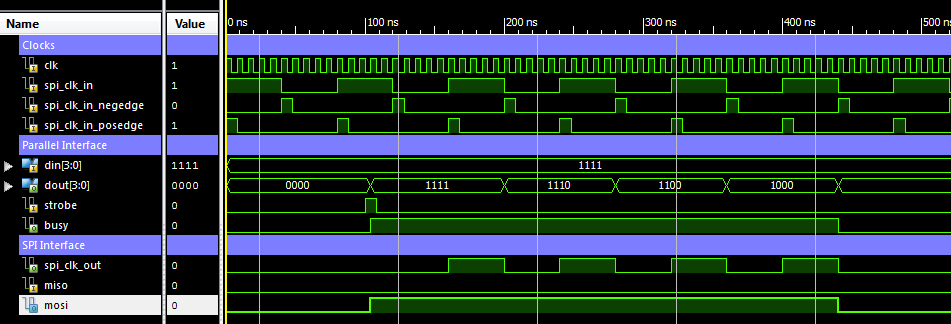 Name Value 0 ns 100 ns 200 ns 300 ns 400 ns 500 ns
Clocks
clk 1
spi_clk_in 1
spi_clk_in_negedge 0
spi_clk_in_posedge 1
Parallel Interface
din[3:0] 1111 1111
dout[3:0] 0000 0000 1111 1110 1100 1000
strobe 0
busy 0
SPI Interface
spi_clk_out 0
miso 0
mosi 0